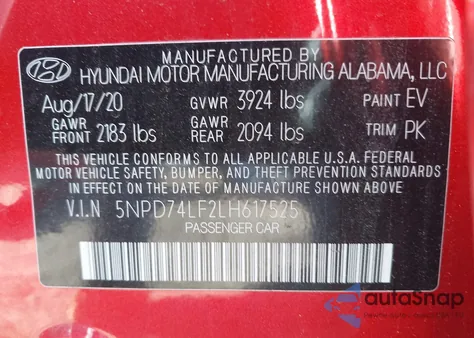 MANUFACTURED BY
HYUNDAI MOTOR MANUFACTURING ALABAMA, LLC
Aug/17/20 GVWR 3924 lbs PAINT EV
GAWR FRONT 2183 lbs GAWR REAR 2094 lbs TRIM PK
THIS VEHICLE CONFORMS TO ALL APPLICABLE U.S.A. FEDERAL
MOTOR VEHICLE SAFETY, BUMPER, AND THEFT PREVENTION STANDARDS
IN EFFECT ON THE DATE OF MANUFACTURE SHOWN ABOVE.
V.I.N 5NPD74LF2LH617525
PASSENGER CAR
autoSnap